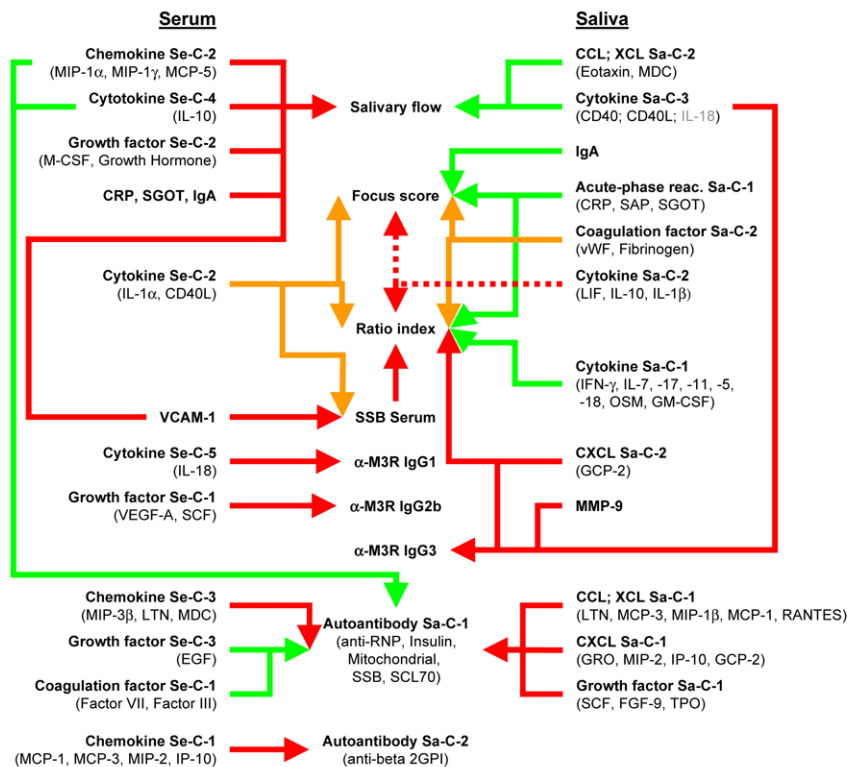 Serum
Saliva
Chemokine Se-C-2
(MIP-1α, MIP-1γ, MCP-5)
Cytotokine Se-C-4
(IL-10)
Growth factor Se-C-2
(M-CSF, Growth Hormone)
CRP, SGOT, IgA
Cytokine Se-C-2
(IL-1α, CD40L)
VCAM-1
Cytokine Se-C-5
(IL-18)
Growth factor Se-C-1
(VEGF-A, SCF)
Chemokine Se-C-3
(MIP-3β, LTN, MDC)
Growth factor Se-C-3
(EGF)
Coagulation factor Se-C-1
(Factor VII, Factor III)
Chemokine Se-C-1
(MCP-1, MCP-3, MIP-2, IP-10)
Salivary flow
Focus score
Ratio index
SSB Serum
α-M3R IgG1
α-M3R IgG2b
α-M3R IgG3
Autoantibody Sa-C-1
(anti-RNP, Insulin,
Mitochondrial,
SSB, SCL70)
Autoantibody Sa-C-2
(anti-beta 2GPI)
CCL; XCL Sa-C-2
(Eotaxin, MDC)
Cytokine Sa-C-3
(CD40; CD40L; IL-18)
IgA
Acute-phase reac. Sa-C-1
(CRP, SAP, SGOT)
Coagulation factor Sa-C-2
(vWF, Fibrinogen)
Cytokine Sa-C-2
(LIF, IL-10, IL-1β)
Cytokine Sa-C-1
(IFN-γ, IL-7, -17, -11, -5,
-18, OSM, GM-CSF)
CXCL Sa-C-2
(GCP-2)
MMP-9
CCL; XCL Sa-C-1
(LTN, MCP-3, MIP-1β, MCP-1, RANTES)
CXCL Sa-C-1
(GRO, MIP-2, IP-10, GCP-2)
Growth factor Sa-C-1
(SCF, FGF-9, TPO)